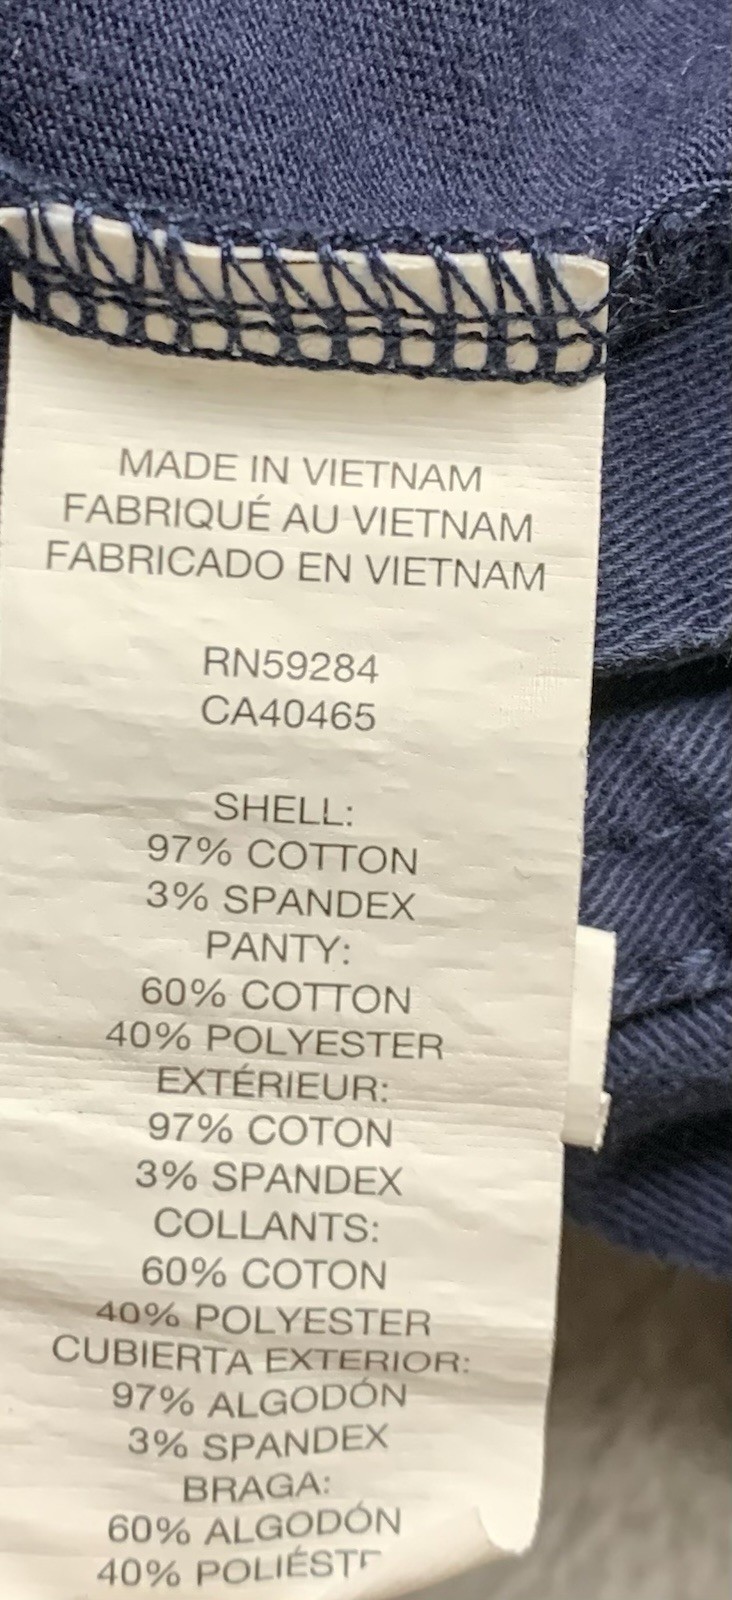 MADE IN VIETNAM
FABRIQUÉ AU VIETNAM
FABRICADO EN VIETNAM
RN59284
CA40465
SHELL:
97% COTTON
3% SPANDEX
PANTY:
60% COTTON
40% POLYESTER
EXTÉRIEUR:
97% COTON
3% SPANDEX
COLLANTS:
60% COTON
40% POLYESTER
CUBIERTA EXTERIOR:
97% ALGODÓN
3% SPANDEX
BRAGA:
60% ALGODÓN
40%